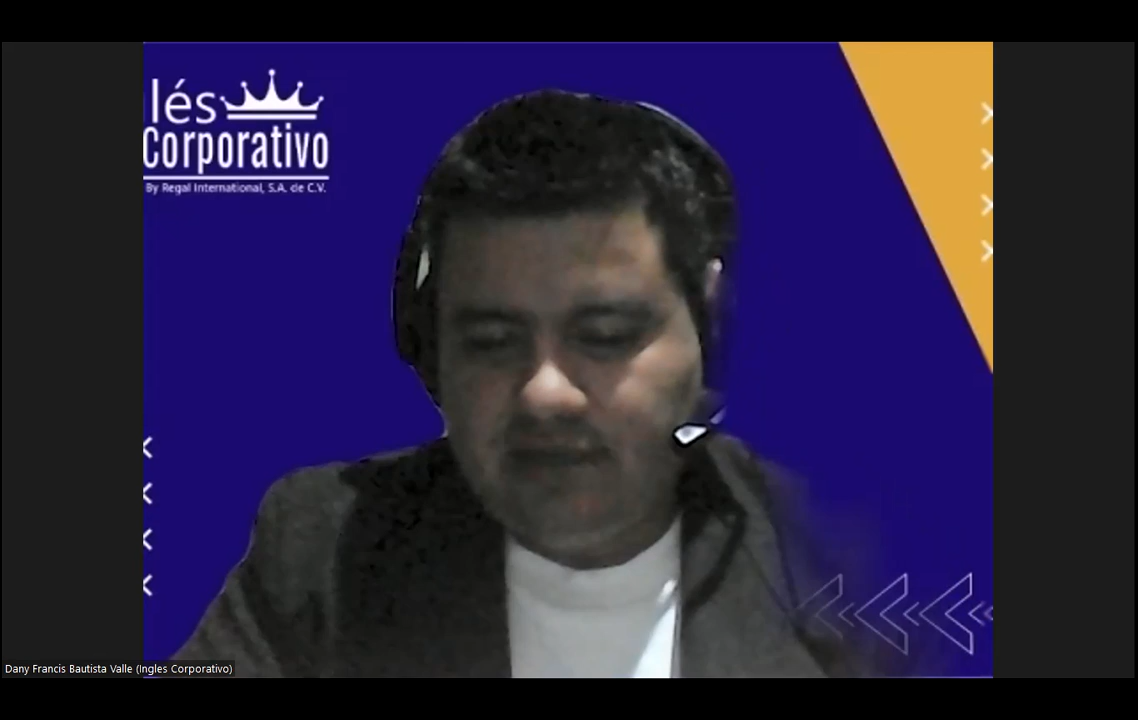 lés
Corporativo
By Regal International, S.A. de C.V.
Dany Francis Bautista Valle (Ingles Corporativo)